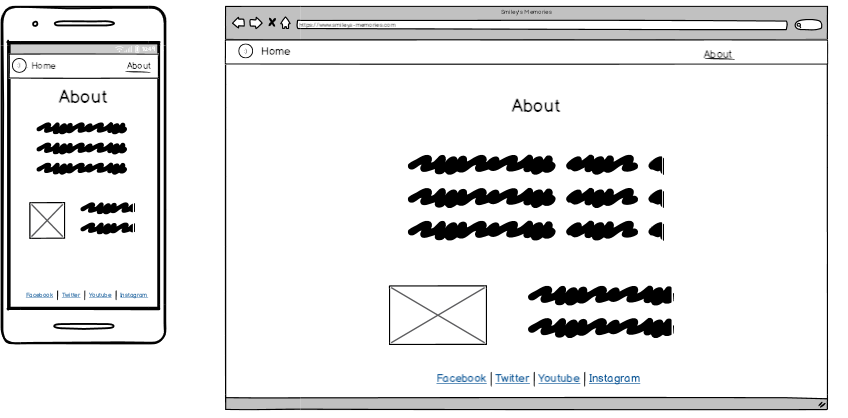 100%
:) Home About
About
Facebook | Twitter | Youtube | Instagram
Smiley's Memories
https://www.smileys-memories.com
:) Home About
About
Facebook | Twitter | Youtube | Instagram